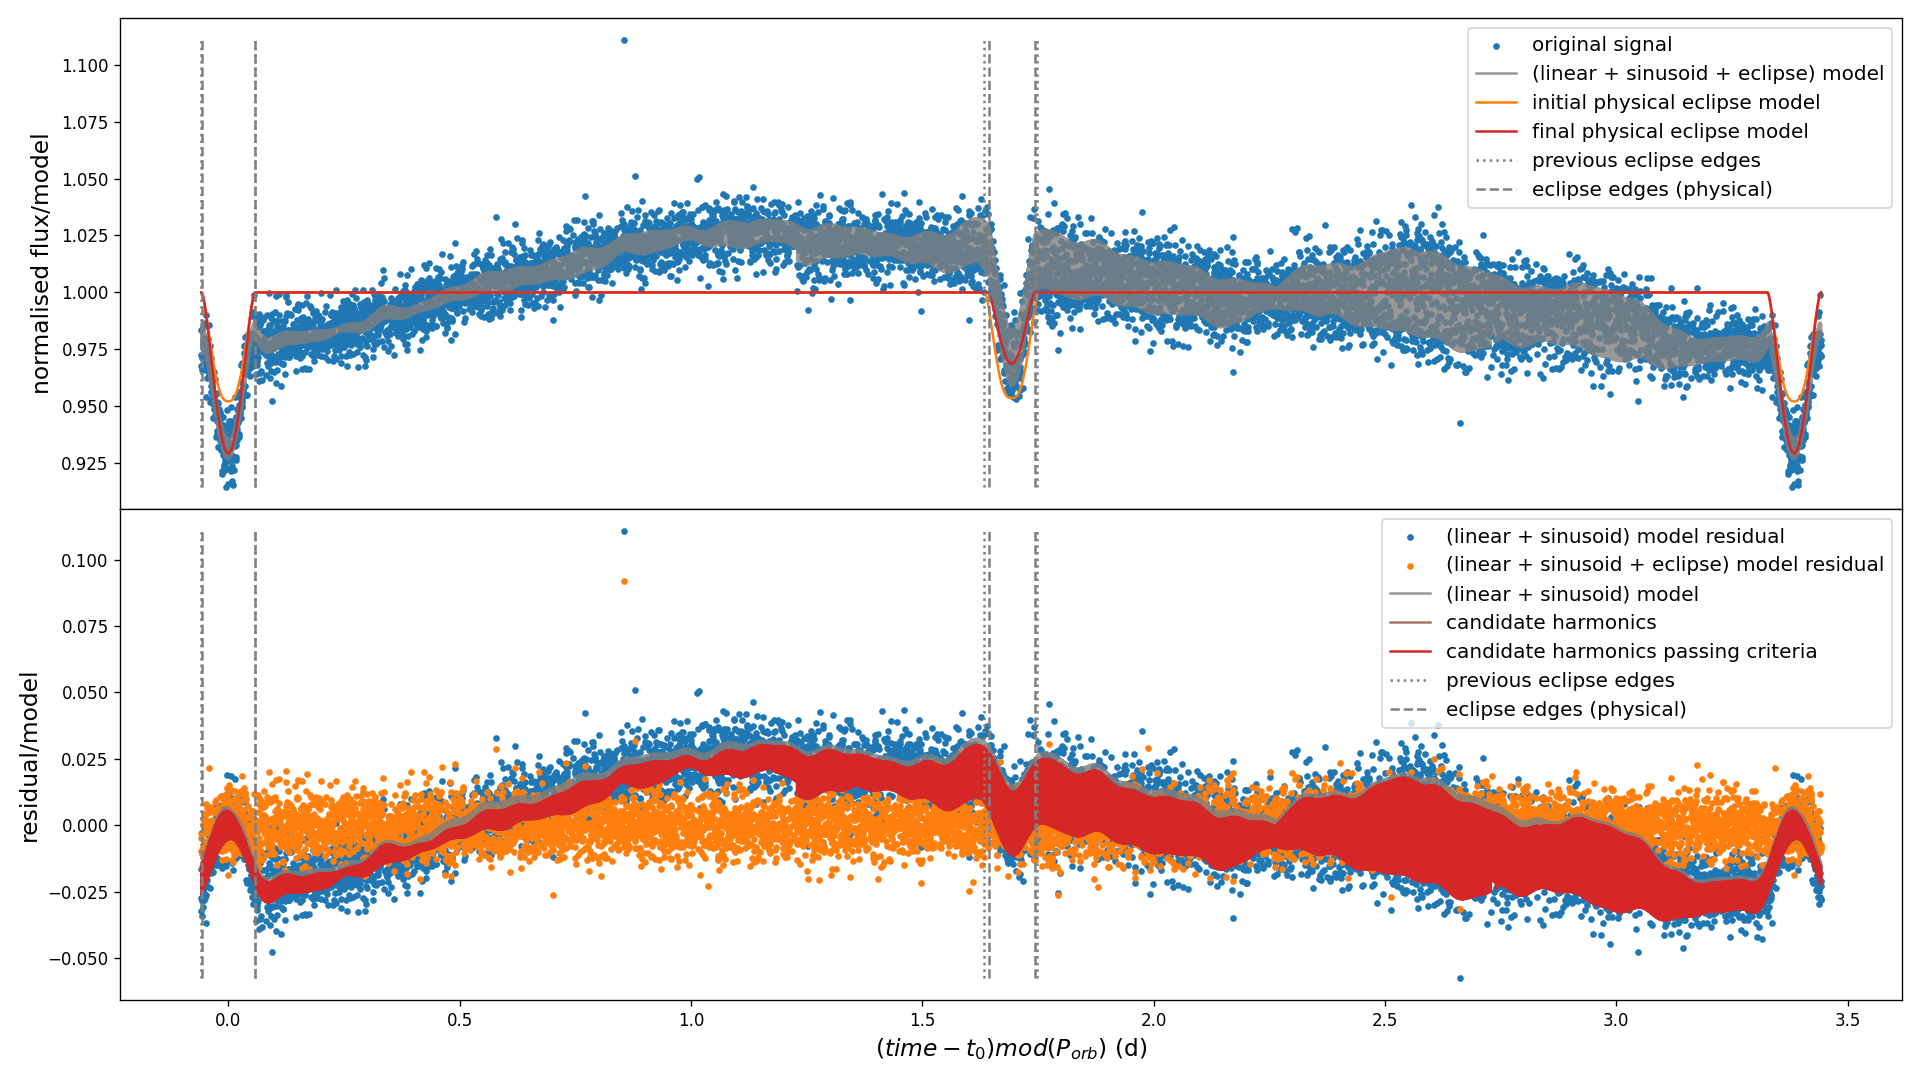 normalised flux/model
1.100
1.075
1.050
1.025
1.000
0.975
0.950
0.925
original signal
(linear + sinusoid + eclipse) model
initial physical eclipse model
final physical eclipse model
previous eclipse edges
eclipse edges (physical)
residual/model
0.100
0.075
0.050
0.025
0.000
−0.025
−0.050
(linear + sinusoid) model residual
(linear + sinusoid + eclipse) model residual
(linear + sinusoid) model
candidate harmonics
candidate harmonics passing criteria
previous eclipse edges
eclipse edges (physical)
0.0 0.5 1.0 1.5 2.0 2.5 3.0 3.5
(time − t₀)mod(P_orb) (d)